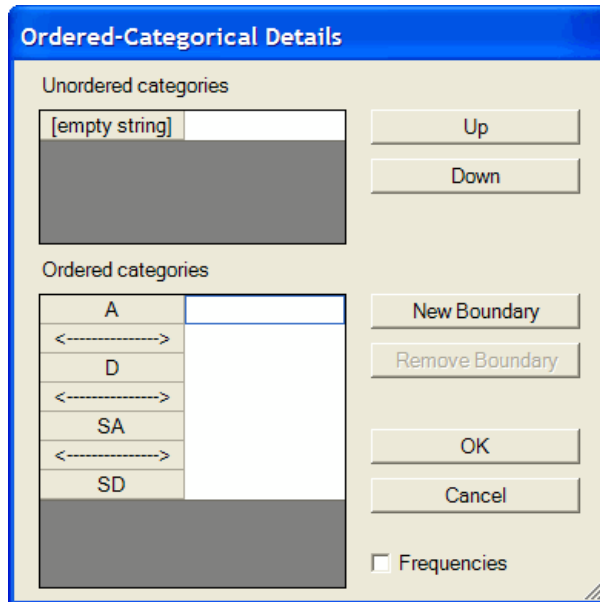 Ordered-Categorical Details
Unordered categories
[empty string]
Up
Down
Ordered categories
A
<--------------->
D
<--------------->
SA
<--------------->
SD
New Boundary
Remove Boundary
OK
Cancel
Frequencies